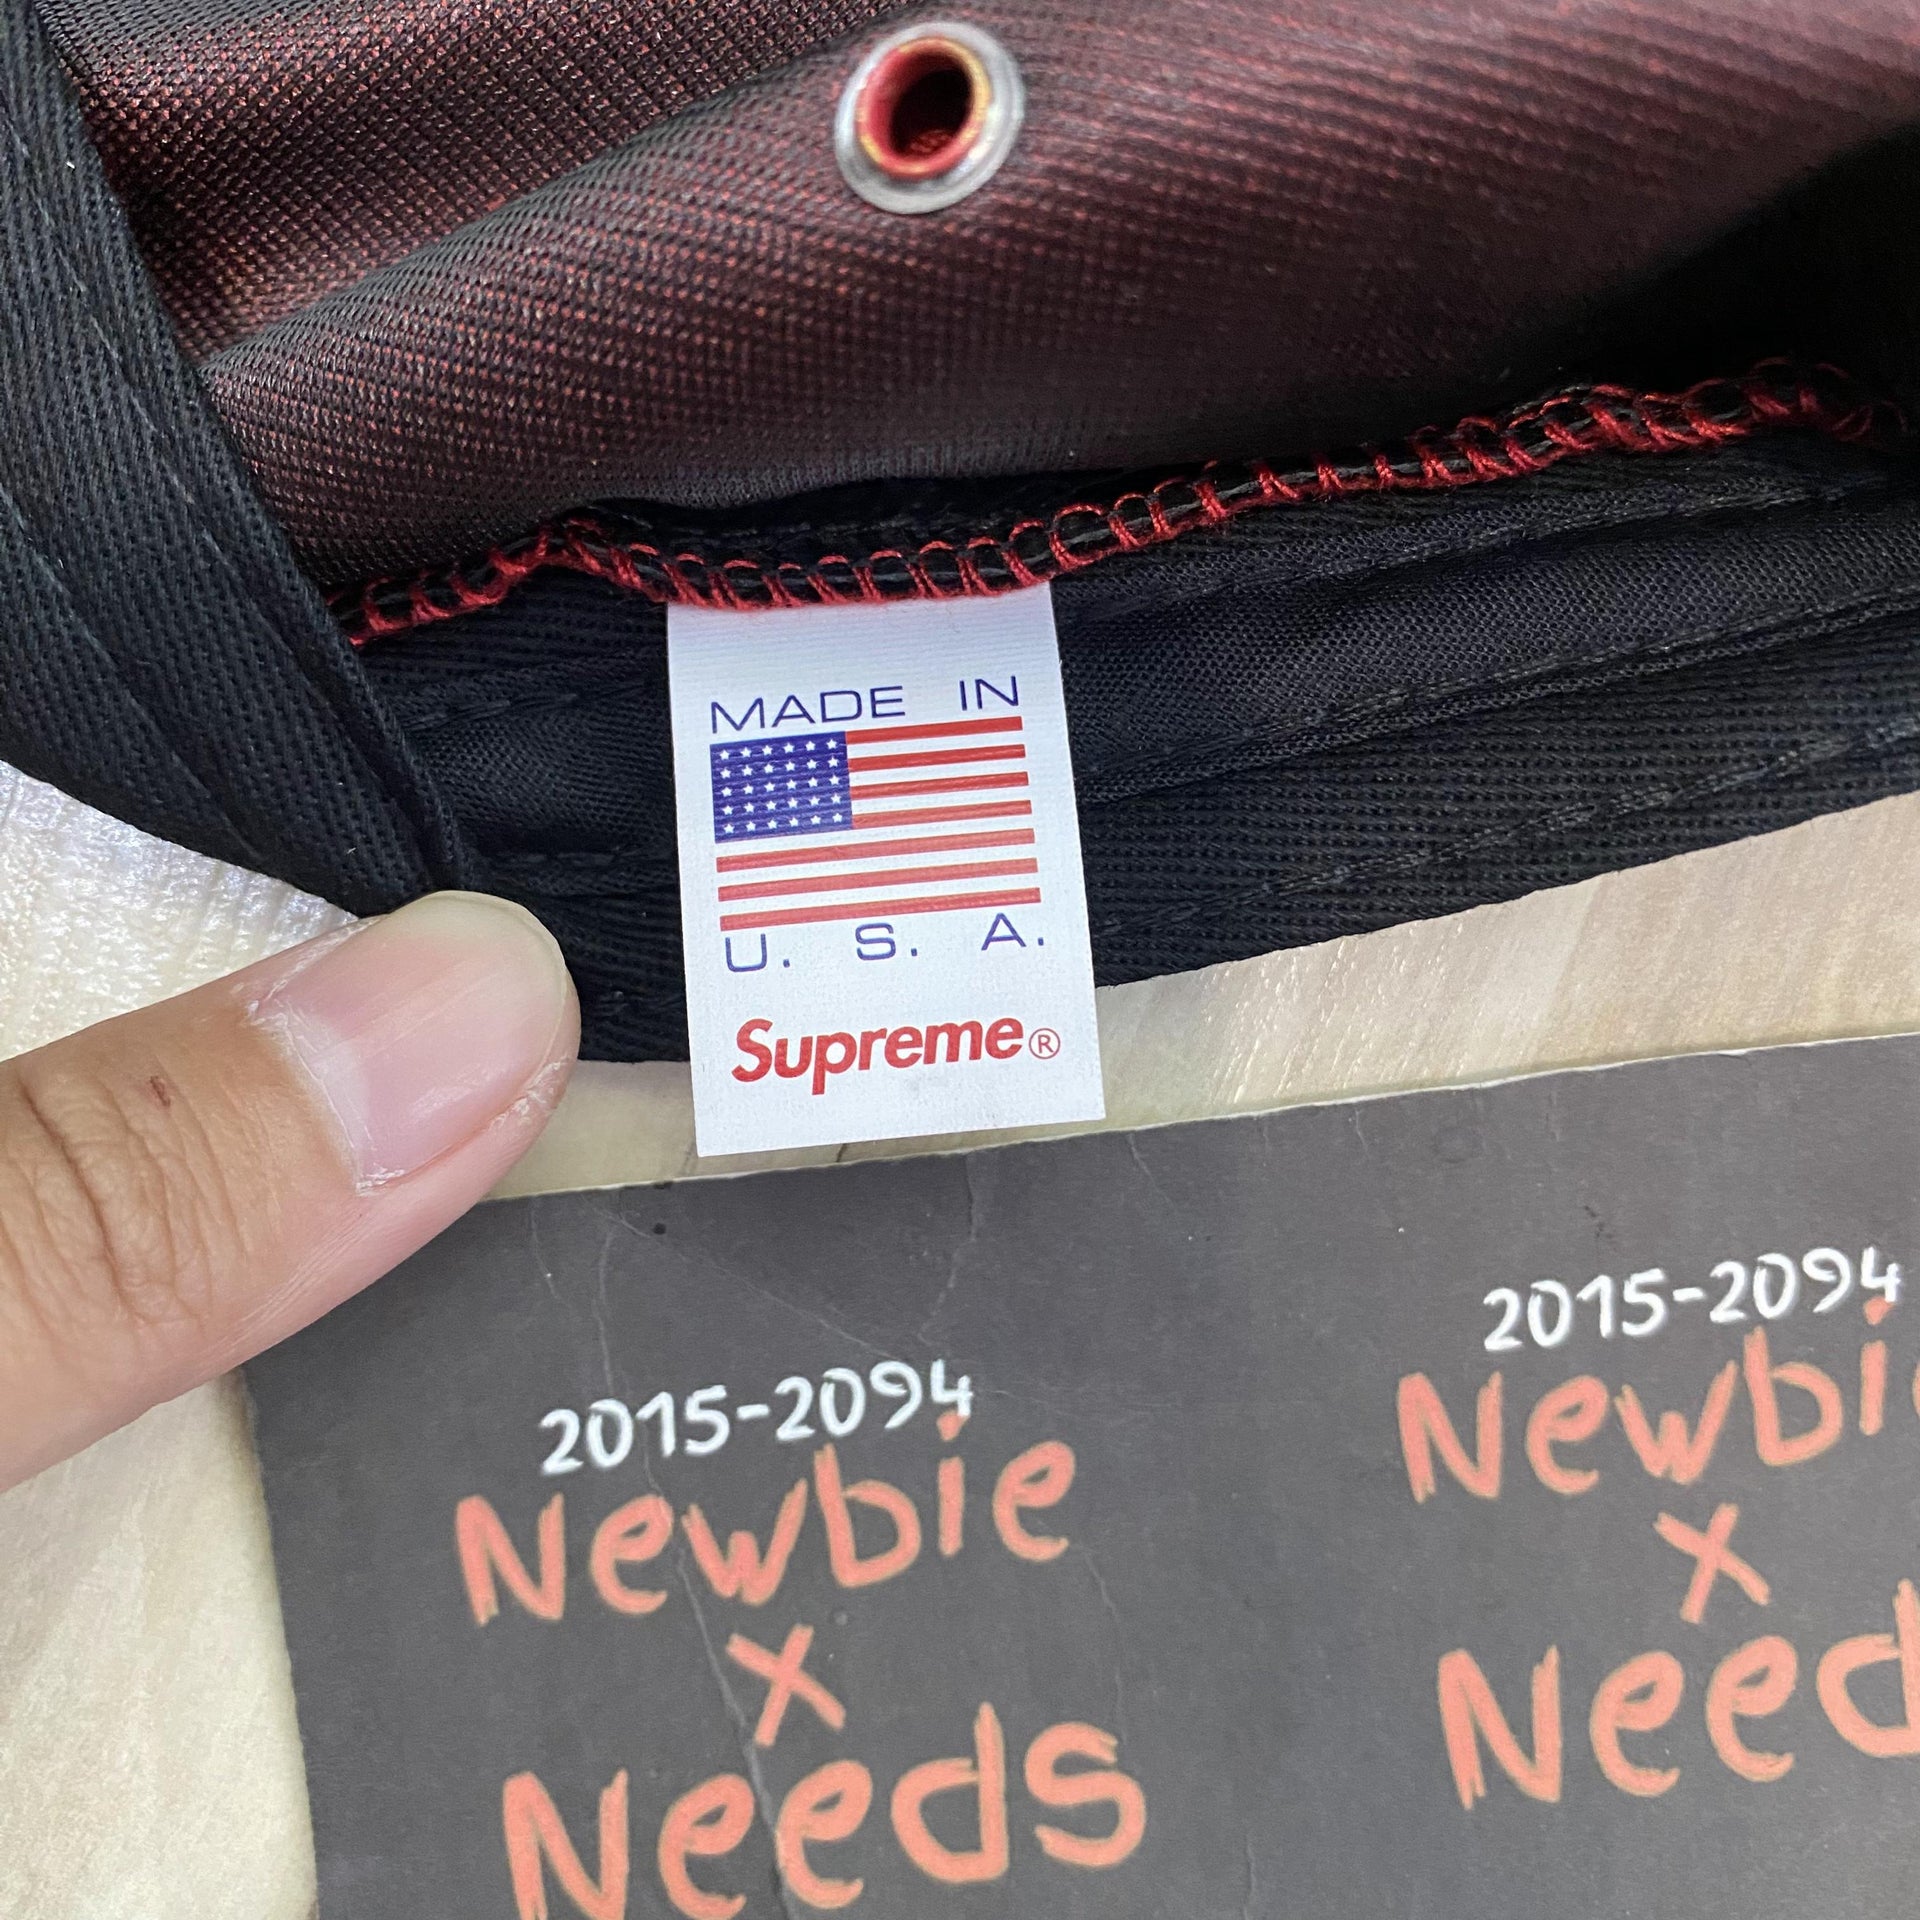 MADE IN
U. S. A.
Supreme®
2015-2094
Newbie
x
Needs
2015-2094
Newbi
x
Need